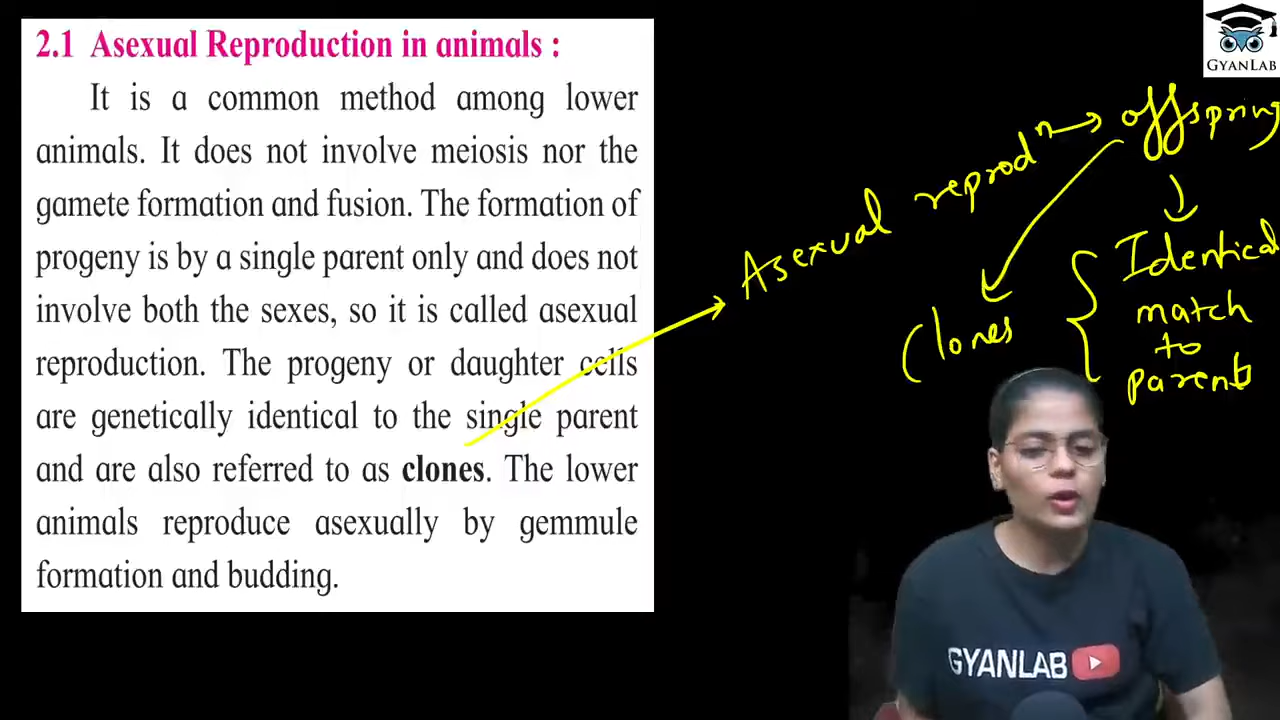 2.1 Asexual Reproduction in animals :
It is a common method among lower
animals. It does not involve meiosis nor the
gamete formation and fusion. The formation of
progeny is by a single parent only and does not
involve both the sexes, so it is called asexual
reproduction. The progeny or daughter cells
are genetically identical to the single parent
and are also referred to as clones. The lower
animals reproduce asexually by gemmule
formation and budding.
GYANLAB
Asexual reprodⁿ → offspring
Clones
Identical
match
to
parent
GYANLAB